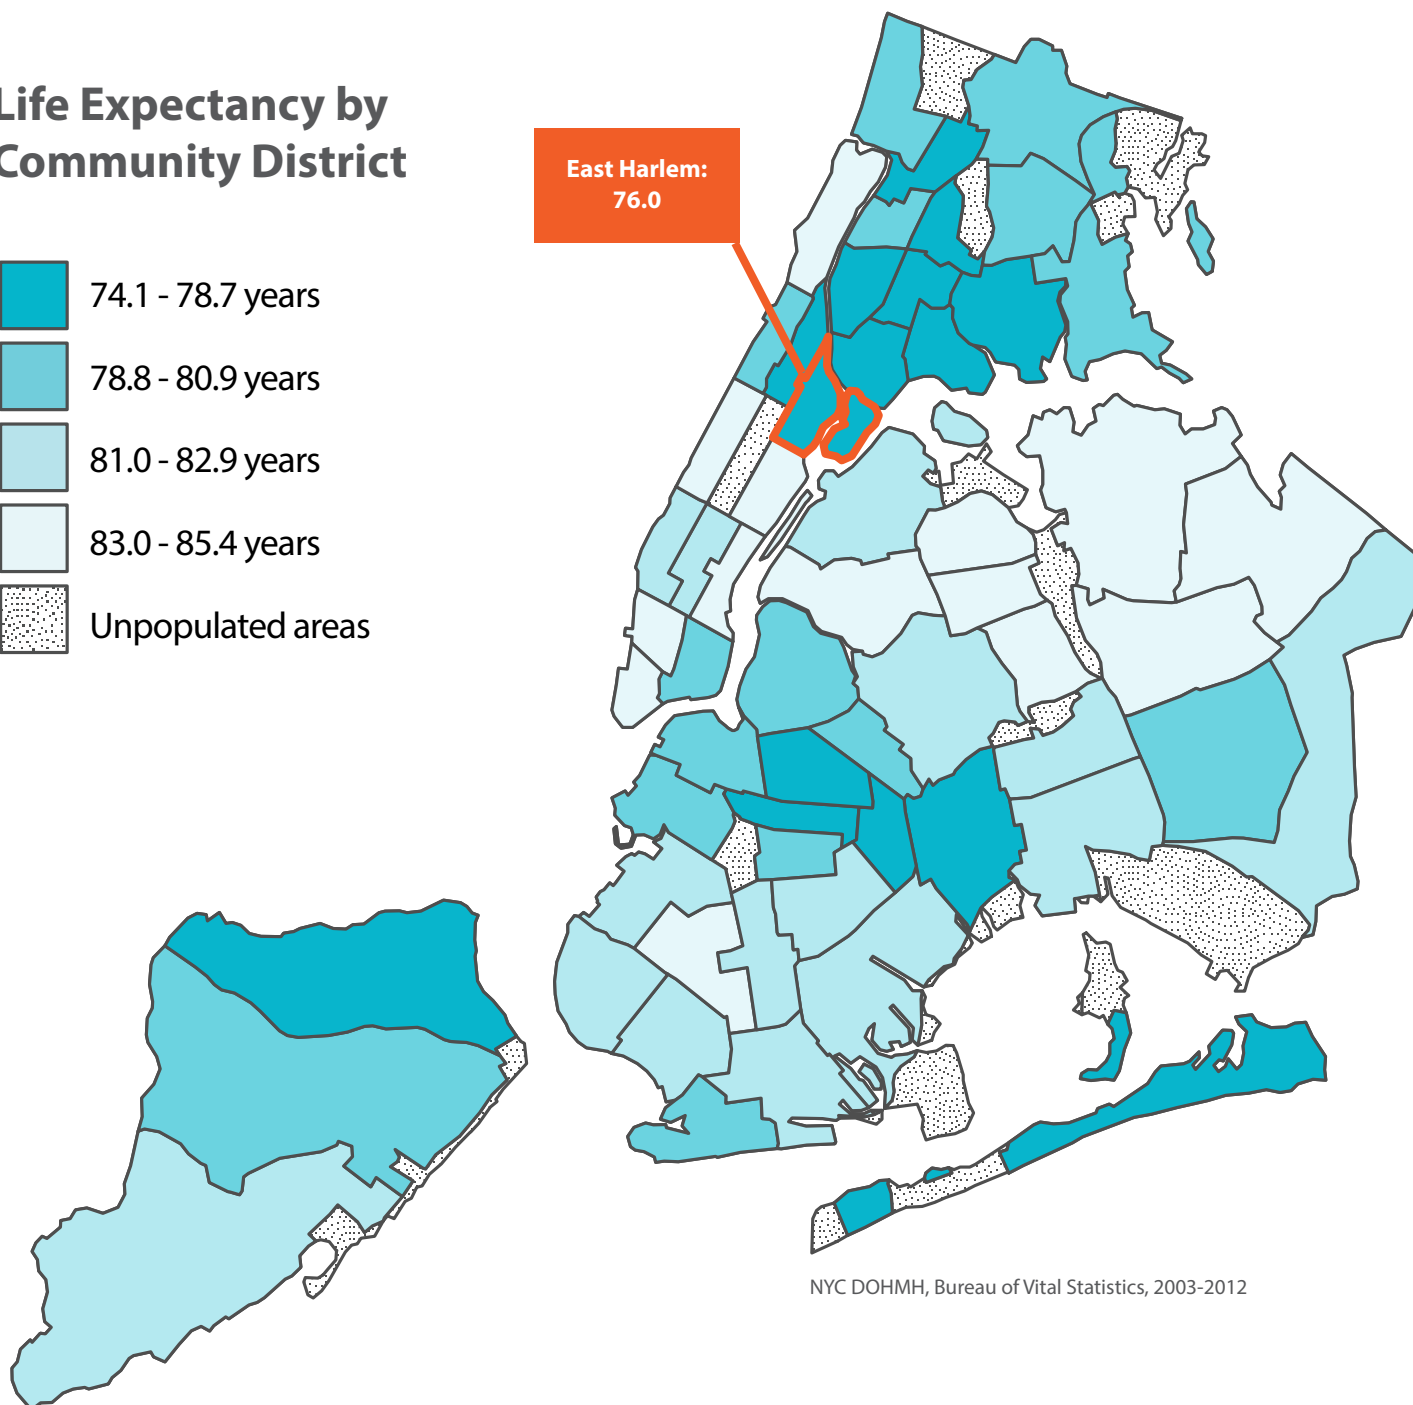 Life Expectancy by
Community District
East Harlem:
76.0
74.1 - 78.7 years
78.8 - 80.9 years
81.0 - 82.9 years
83.0 - 85.4 years
Unpopulated areas
NYC DOHMH, Bureau of Vital Statistics, 2003-2012